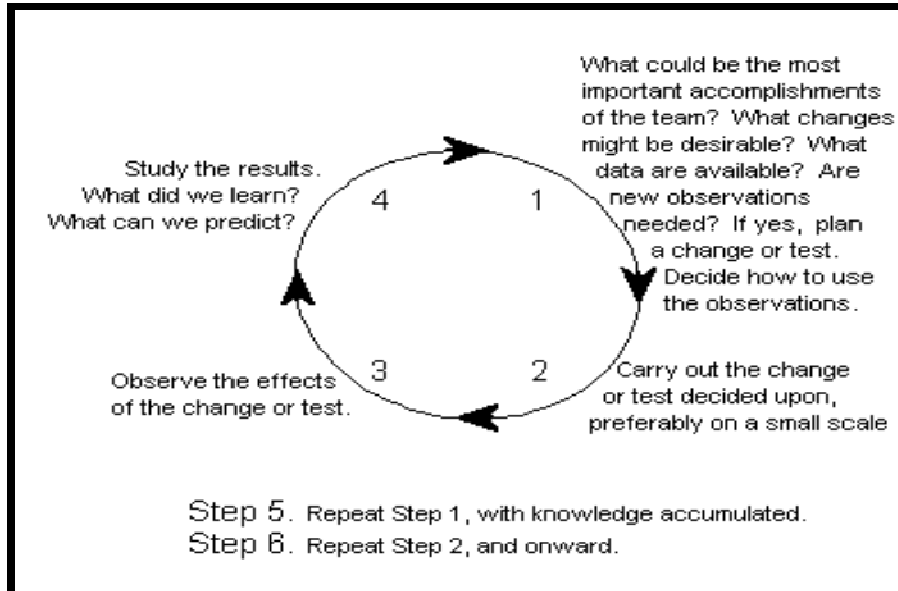 What could be the most
important accomplishments
of the team? What changes
might be desirable? What
data are available? Are
new observations
needed? If yes, plan
a change or test.
Decide how to use
the observations.
1
Carry out the change
or test decided upon,
preferably on a small scale
2
Observe the effects
of the change or test.
3
Study the results.
What did we learn?
What can we predict?
4
Step 5. Repeat Step 1, with knowledge accumulated.
Step 6. Repeat Step 2, and onward.